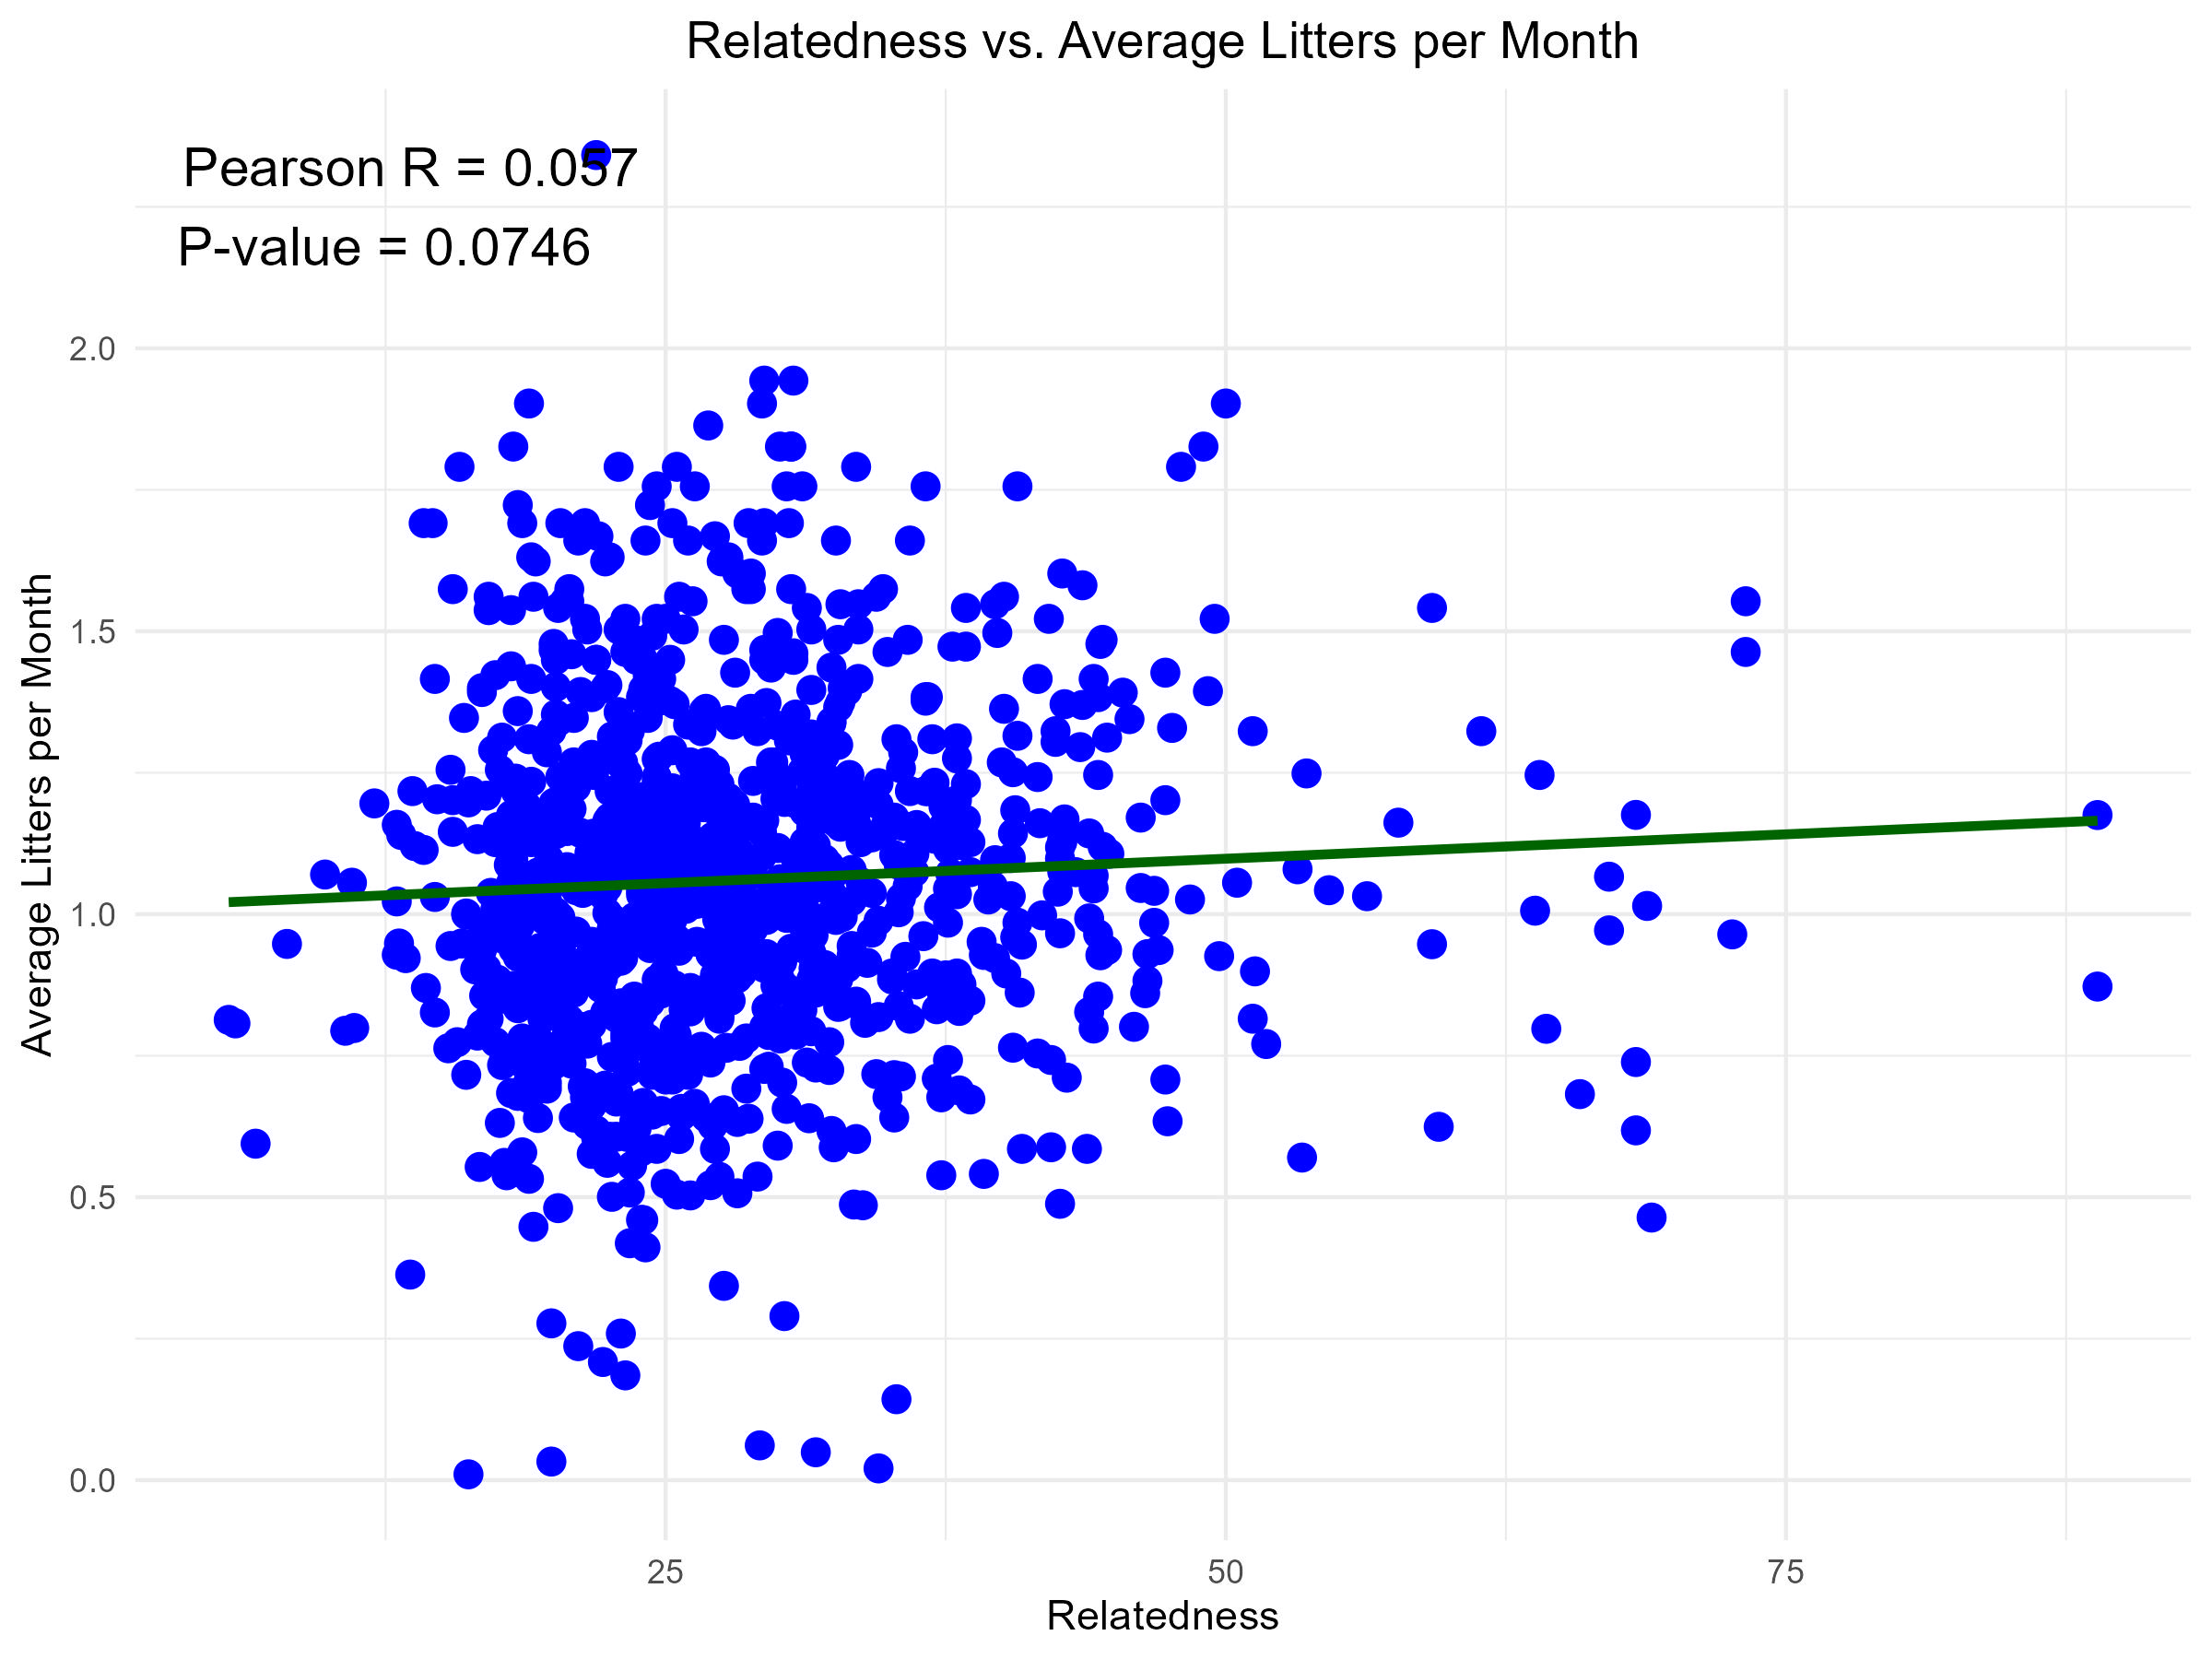 Relatedness vs. Average Litters per Month
Pearson R = 0.057
P-value = 0.0746
Average Litters per Month
2.0
1.5
1.0
0.5
0.0
25
50
75
Relatedness